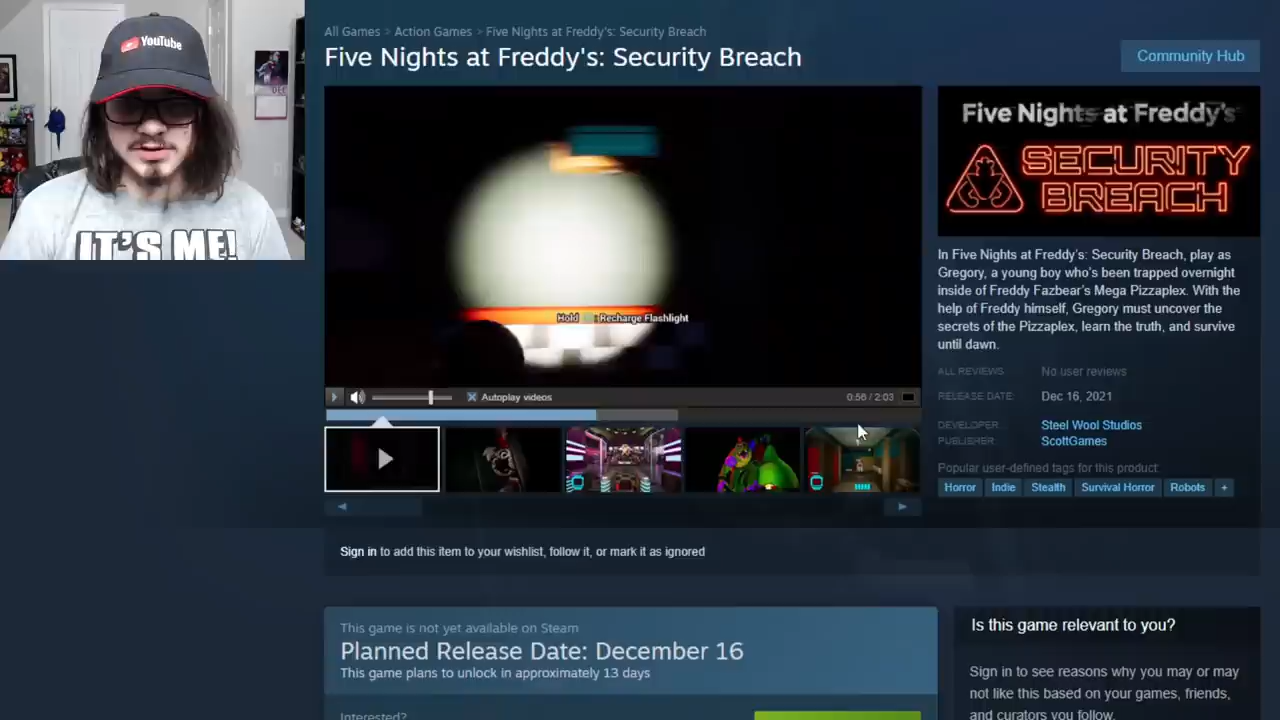 All Games > Action Games > Five Nights at Freddy's: Security Breach
Five Nights at Freddy's: Security Breach
Community Hub
YouTube
DEC
IT'S ME!
Hold : Recharge Flashlight
Five Nights at Freddy's
SECURITY
BREACH
In Five Nights at Freddy's: Security Breach, play as
Gregory, a young boy who's been trapped overnight
inside of Freddy Fazbear's Mega Pizzaplex. With the
help of Freddy himself, Gregory must uncover the
secrets of the Pizzaplex, learn the truth, and survive
until dawn.
ALL REVIEWS: No user reviews
RELEASE DATE: Dec 16, 2021
DEVELOPER: Steel Wool Studios
PUBLISHER: ScottGames
Popular user-defined tags for this product:
Horror Indie Stealth Survival Horror Robots +
Autoplay videos
0:56 / 2:03
Sign in to add this item to your wishlist, follow it, or mark it as ignored
This game is not yet available on Steam
Planned Release Date: December 16
This game plans to unlock in approximately 13 days
Interested?
Is this game relevant to you?
Sign in to see reasons why you may or may
not like this based on your games, friends,
and curators you follow.